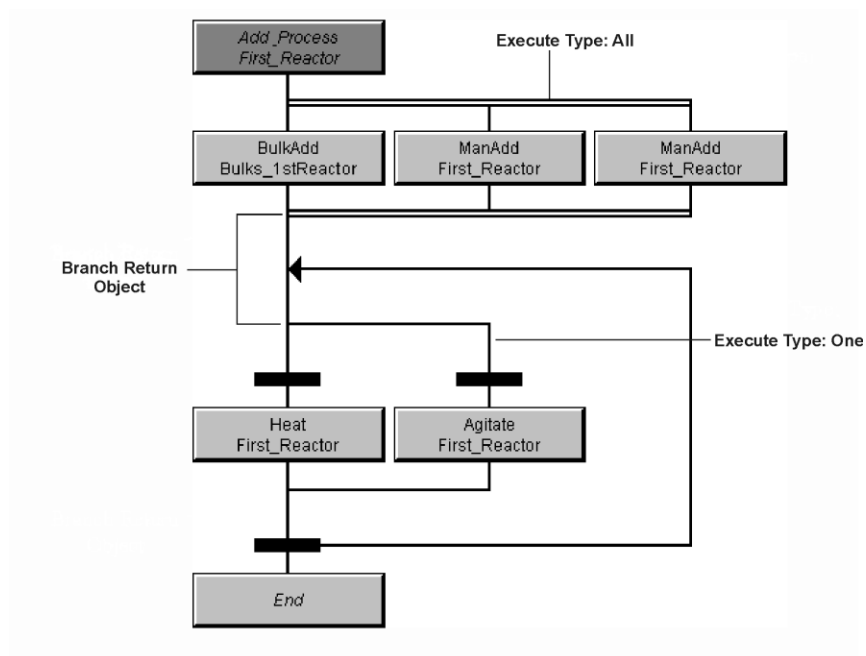 Add_Process
First_Reactor
Execute Type: All
BulkAdd
Bulks_1stReactor
ManAdd
First_Reactor
ManAdd
First_Reactor
Branch Return
Object
Execute Type: One
Heat
First_Reactor
Agitate
First_Reactor
End